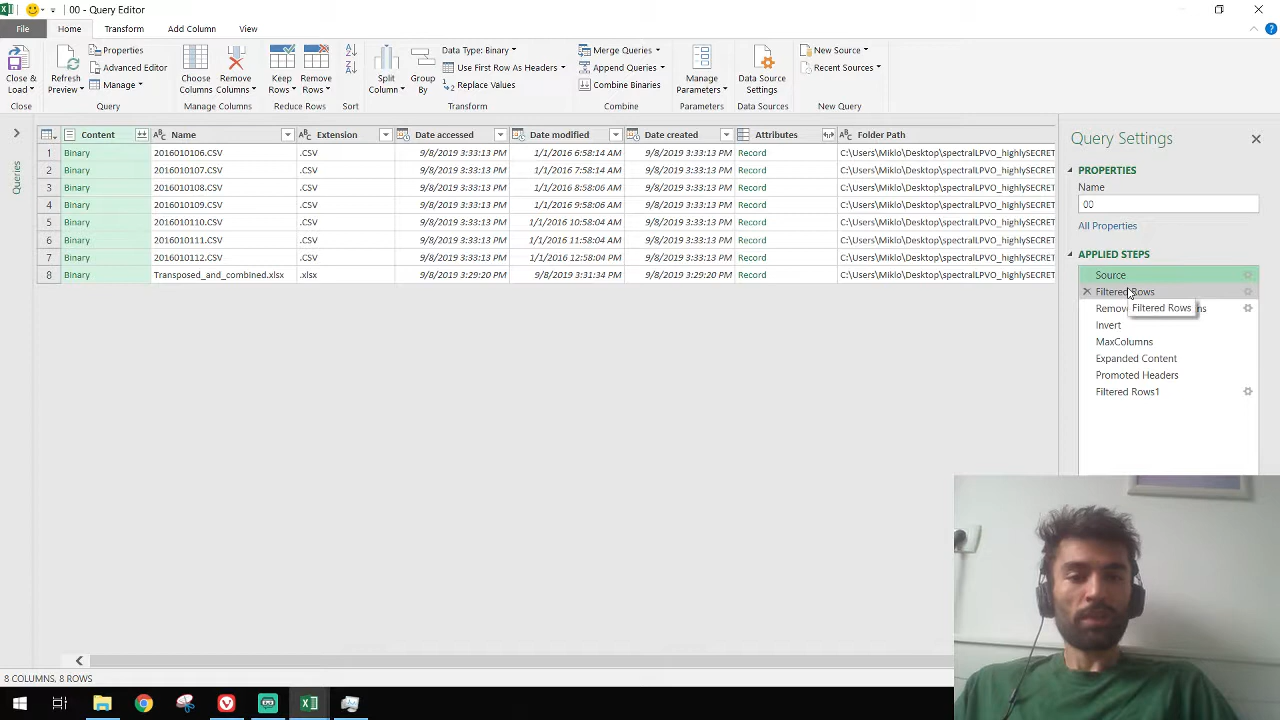 00 - Query Editor
File
Home
Transform
Add Column
View
Close & Load
Close
Refresh Preview
Properties
Advanced Editor
Manage
Query
Choose Columns
Remove Columns
Manage Columns
Keep Rows
Remove Rows
Reduce Rows
Sort
Split Column
Group By
Data Type: Binary
Use First Row As Headers
Replace Values
Transform
Merge Queries
Append Queries
Combine Binaries
Combine
Manage Parameters
Parameters
Data Source Settings
Data Sources
New Source
Recent Sources
New Query
Queries
Content Name Extension Date accessed Date modified Date created Attributes Folder Path
1 Binary 2016010106.CSV .CSV 9/8/2019 3:33:13 PM 1/1/2016 6:58:14 AM 9/8/2019 3:33:13 PM Record C:\Users\Miklo\Desktop\spectralLPVO_highlySECRET
2 Binary 2016010107.CSV .CSV 9/8/2019 3:33:13 PM 1/1/2016 7:58:14 AM 9/8/2019 3:33:13 PM Record C:\Users\Miklo\Desktop\spectralLPVO_highlySECRET
3 Binary 2016010108.CSV .CSV 9/8/2019 3:33:13 PM 1/1/2016 8:58:06 AM 9/8/2019 3:33:13 PM Record C:\Users\Miklo\Desktop\spectralLPVO_highlySECRET
4 Binary 2016010109.CSV .CSV 9/8/2019 3:33:13 PM 1/1/2016 9:58:06 AM 9/8/2019 3:33:13 PM Record C:\Users\Miklo\Desktop\spectralLPVO_highlySECRET
5 Binary 2016010110.CSV .CSV 9/8/2019 3:33:13 PM 1/1/2016 10:58:04 AM 9/8/2019 3:33:13 PM Record C:\Users\Miklo\Desktop\spectralLPVO_highlySECRET
6 Binary 2016010111.CSV .CSV 9/8/2019 3:33:13 PM 1/1/2016 11:58:04 AM 9/8/2019 3:33:13 PM Record C:\Users\Miklo\Desktop\spectralLPVO_highlySECRET
7 Binary 2016010112.CSV .CSV 9/8/2019 3:33:13 PM 1/1/2016 12:58:04 AM 9/8/2019 3:33:13 PM Record C:\Users\Miklo\Desktop\spectralLPVO_highlySECRET
8 Binary Transposed_and_combined.xlsx .xlsx 9/8/2019 3:29:20 PM 9/8/2019 3:31:34 PM 9/8/2019 3:29:20 PM Record C:\Users\Miklo\Desktop\spectralLPVO_highlySECRET
Query Settings
PROPERTIES
Name
00
All Properties
APPLIED STEPS
Source
Filtered Rows
Filtered Rows
Invert
MaxColumns
Expanded Content
Promoted Headers
Filtered Rows1
8 COLUMNS, 8 ROWS